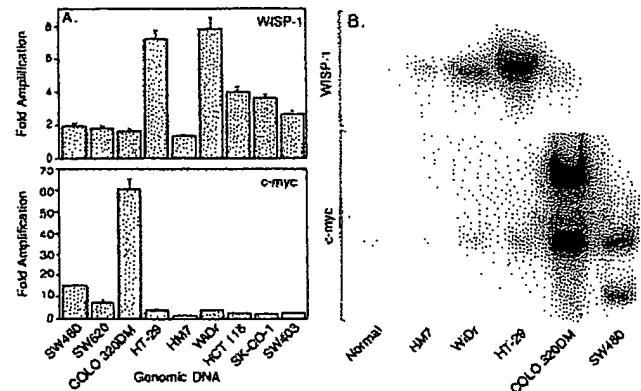 A.
WISP-1
Fold Amplification
8
6
4
2
0
c-myc
Fold Amplification
70
60
50
40
30
20
10
0
SW480
SW620
COLO 320DM
HT-29
HM7
WiDr
HCT 116
SK-CO-1
SW403
Genomic DNA
B.
WISP-1
c-myc
Normal
HM7
WiDr
HT-29
COLO 320DM
SW480